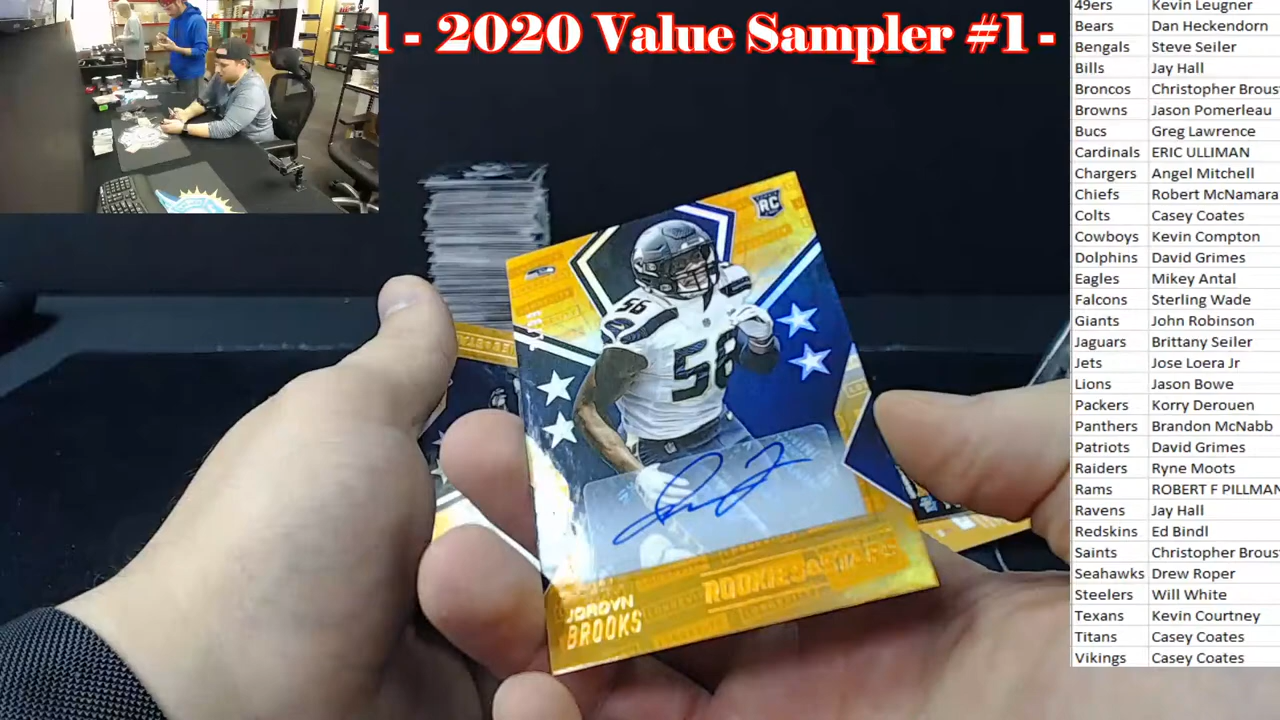 1 - 2020 Value Sampler #1 -
49ers Kevin Leugner
Bears Dan Heckendorn
Bengals Steve Seiler
Bills Jay Hall
Broncos Christopher Brous
Browns Jason Pomerleau
Bucs Greg Lawrence
Cardinals ERIC ULLIMAN
Chargers Angel Mitchell
Chiefs Robert McNamara
Colts Casey Coates
Cowboys Kevin Compton
Dolphins David Grimes
Eagles Mikey Antal
Falcons Sterling Wade
Giants John Robinson
Jaguars Brittany Seiler
Jets Jose Loera Jr
Lions Jason Bowe
Packers Korry Derouen
Panthers Brandon McNabb
Patriots David Grimes
Raiders Ryne Moots
Rams ROBERT F PILLMAN
Ravens Jay Hall
Redskins Ed Bindl
Saints Christopher Brous
Seahawks Drew Roper
Steelers Will White
Texans Kevin Courtney
Titans Casey Coates
Vikings Casey Coates
RC
56
56
ROOKIES & STARS
JORDYN
BROOKS